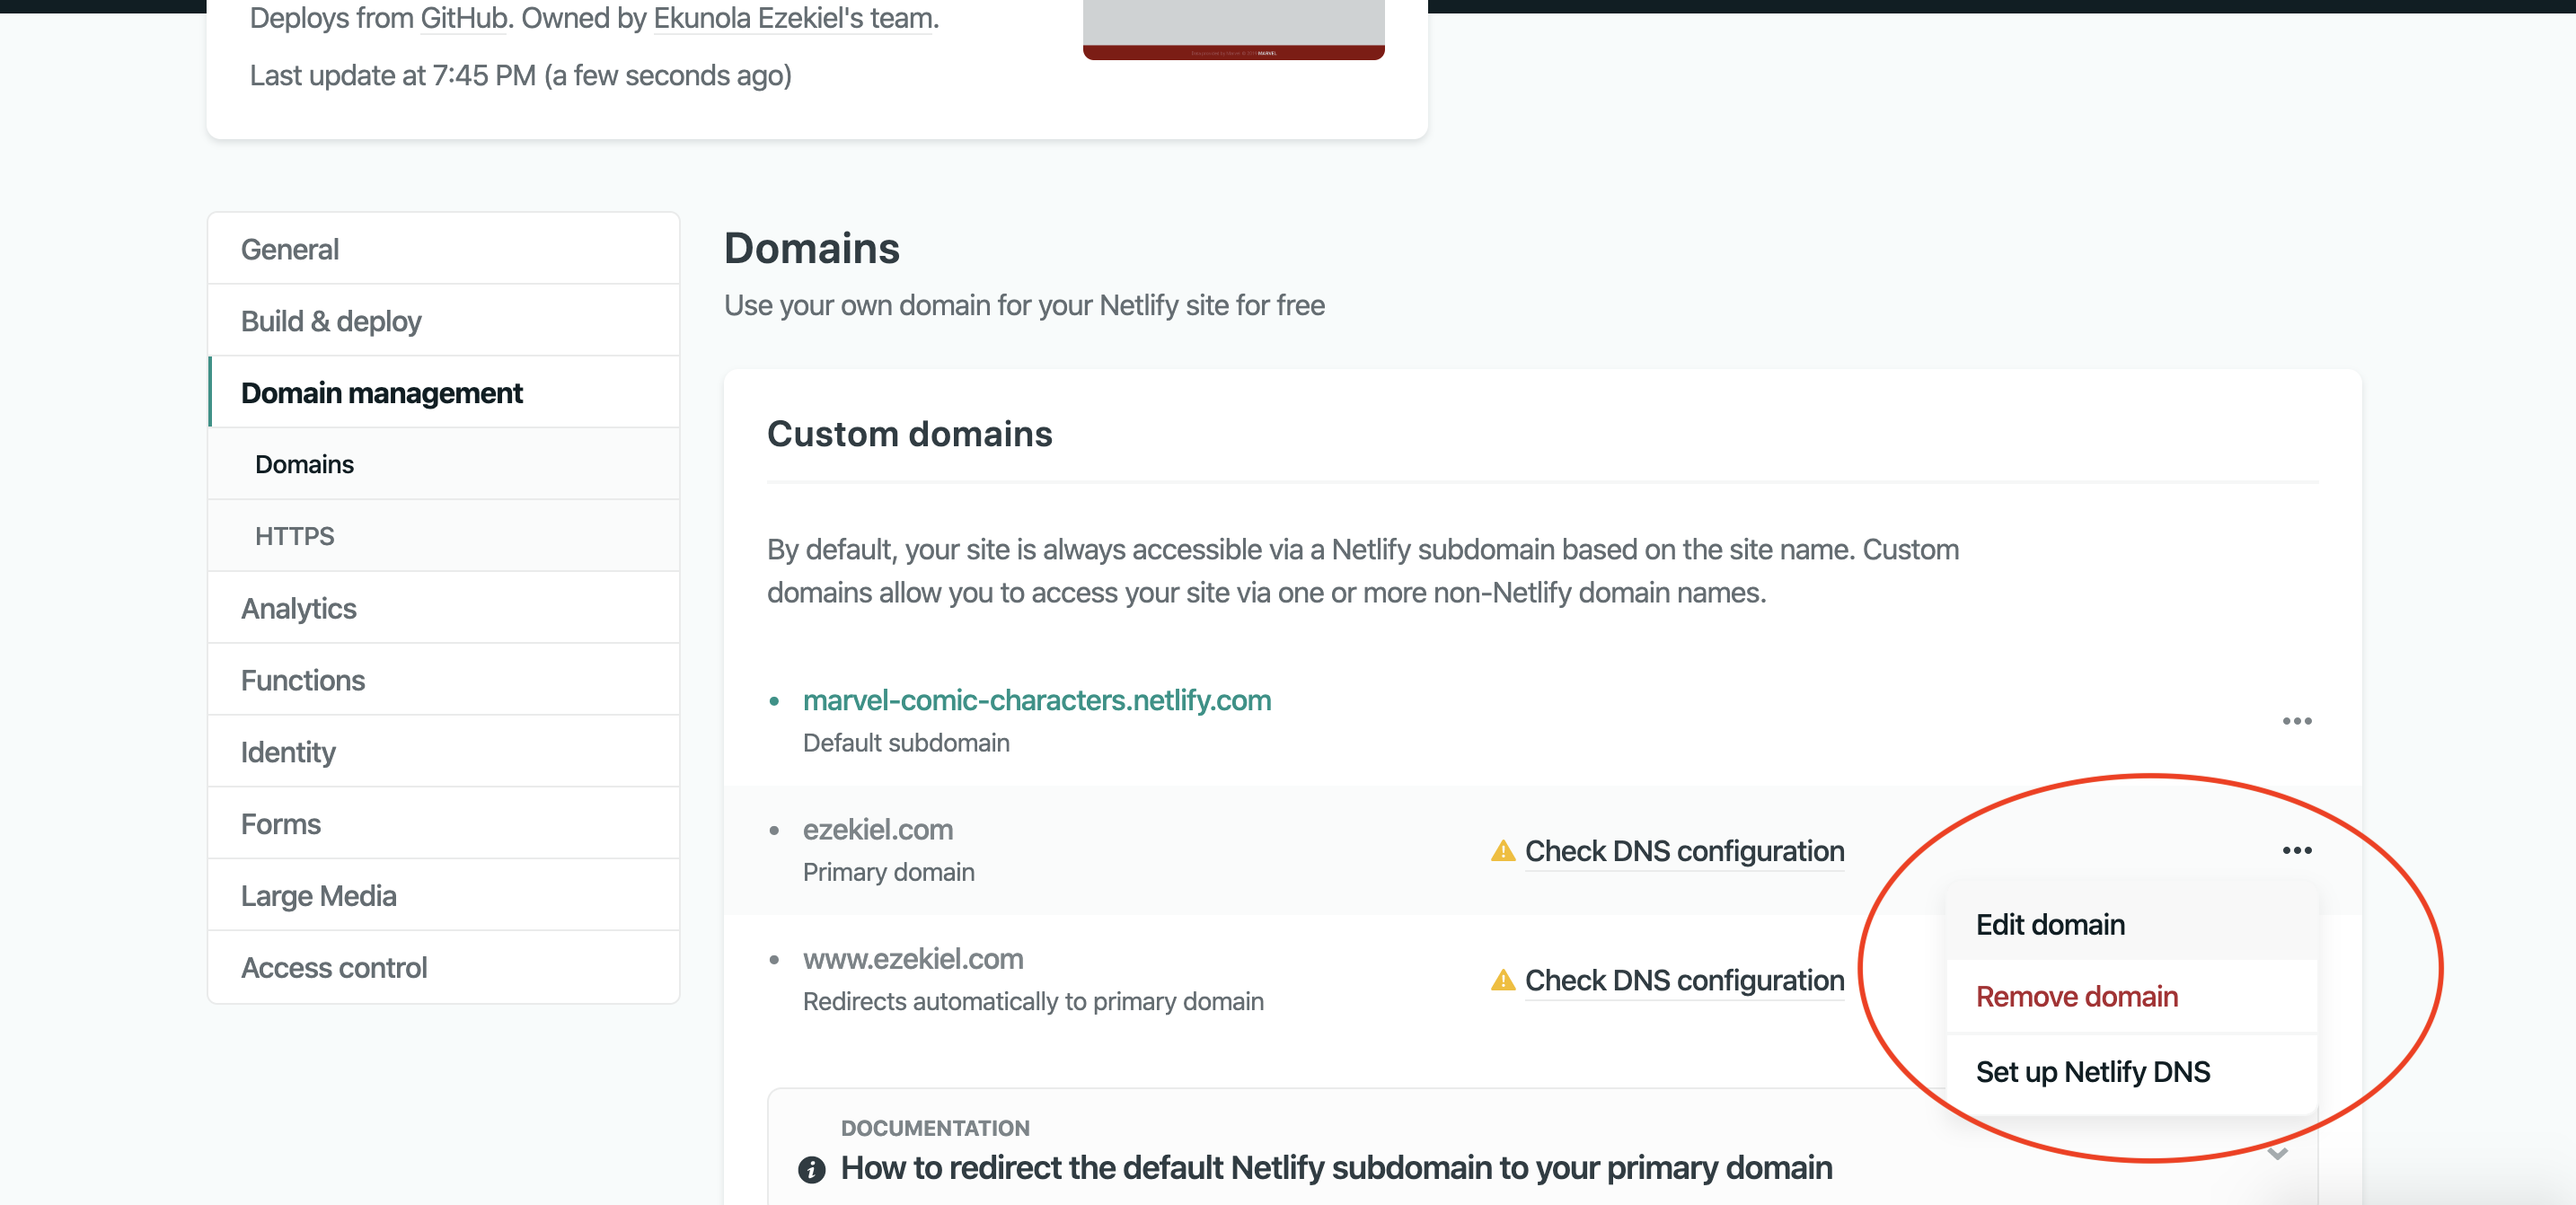 Deploys from GitHub. Owned by Ekunola Ezekiel's team.
Last update at 7:45 PM (a few seconds ago)
General
Build & deploy
Domain management
Domains
HTTPS
Analytics
Functions
Identity
Forms
Large Media
Access control
Domains
Use your own domain for your Netlify site for free
Custom domains
By default, your site is always accessible via a Netlify subdomain based on the site name. Custom
domains allow you to access your site via one or more non-Netlify domain names.
• marvel-comic-characters.netlify.com
Default subdomain
• ezekiel.com
Primary domain
Check DNS configuration
• www.ezekiel.com
Redirects automatically to primary domain
Check DNS configuration
Edit domain
Remove domain
Set up Netlify DNS
DOCUMENTATION
How to redirect the default Netlify subdomain to your primary domain